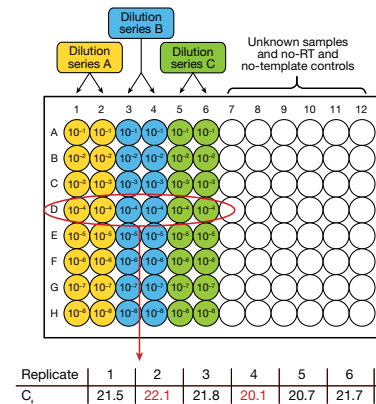 Dilution
series B
Dilution
series A
Dilution
series C
Unknown samples
and no-RT and
no-template controls
1 2 3 4 5 6 7 8 9 10 11 12
A 10⁻¹ 10⁻¹ 10⁻¹ 10⁻¹ 10⁻¹ 10⁻¹
B 10⁻² 10⁻² 10⁻² 10⁻² 10⁻² 10⁻²
C 10⁻³ 10⁻³ 10⁻³ 10⁻³ 10⁻³ 10⁻³
D 10⁻⁴ 10⁻⁴ 10⁻⁴ 10⁻⁴ 10⁻⁴ 10⁻⁴
E 10⁻⁵ 10⁻⁵ 10⁻⁵ 10⁻⁵ 10⁻⁵ 10⁻⁵
F 10⁻⁶ 10⁻⁶ 10⁻⁶ 10⁻⁶ 10⁻⁶ 10⁻⁶
G 10⁻⁷ 10⁻⁷ 10⁻⁷ 10⁻⁷ 10⁻⁷ 10⁻⁷
H 10⁻⁸ 10⁻⁸ 10⁻⁸ 10⁻⁸ 10⁻⁸ 10⁻⁸
Replicate 1 2 3 4 5 6
Cₜ 21.5 22.1 21.8 20.1 20.7 21.7